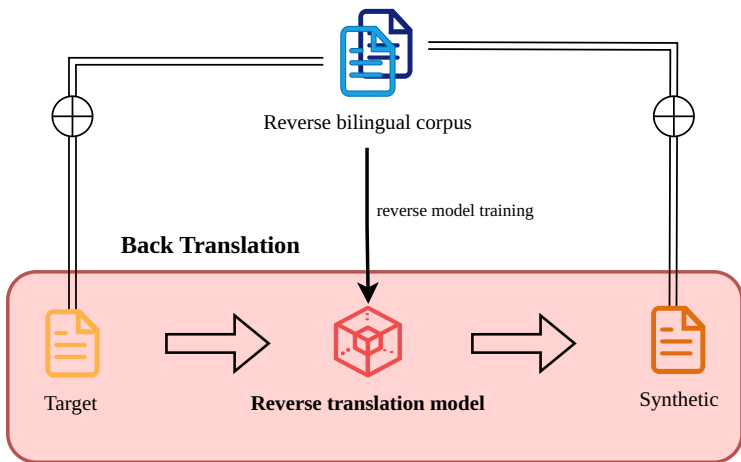 Reverse bilingual corpus
reverse model training
Back Translation
Target
Reverse translation model
Synthetic